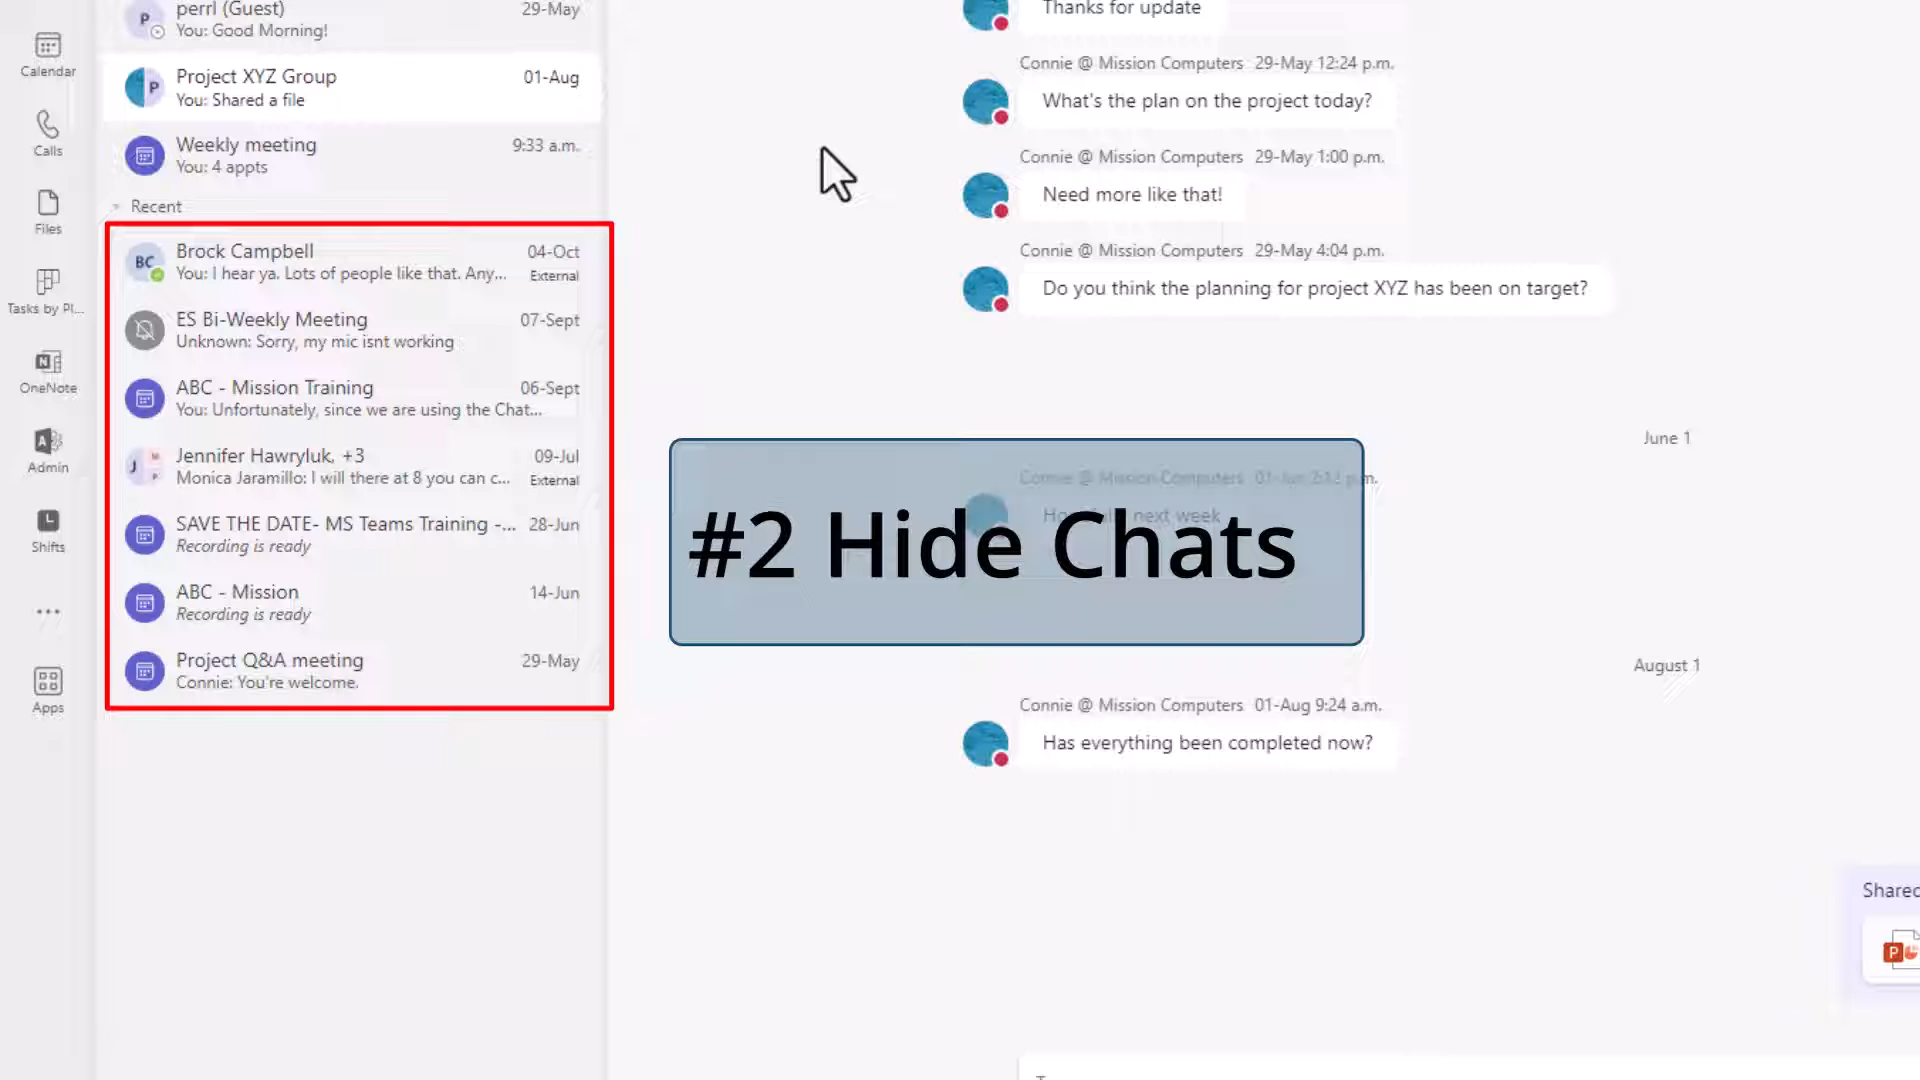 Calendar
Calls
Files
Tasks by Pl...
OneNote
Admin
Shifts
Apps
perrl (Guest)
29-May
You: Good Morning!
Project XYZ Group
01-Aug
You: Shared a file
Weekly meeting
9:33 a.m.
You: 4 appts
Recent
Brock Campbell
04-Oct
You: I hear ya. Lots of people like that. Any...
External
ES Bi-Weekly Meeting
07-Sept
Unknown: Sorry, my mic isnt working
ABC - Mission Training
06-Sept
You: Unfortunately, since we are using the Chat...
Jennifer Hawryluk, +3
09-Jul
Monica Jaramillo: I will there at 8 you can c...
External
SAVE THE DATE- MS Teams Training -...
28-Jun
Recording is ready
ABC - Mission
14-Jun
Recording is ready
Project Q&A meeting
29-May
Connie: You're welcome.
Thanks for update
Connie @ Mission Computers 29-May 12:24 p.m.
What's the plan on the project today?
Connie @ Mission Computers 29-May 1:00 p.m.
Need more like that!
Connie @ Mission Computers 29-May 4:04 p.m.
Do you think the planning for project XYZ has been on target?
June 1
Connie @ Mission Computers 01-Jun 2:13 p.m.
next week
#2 Hide Chats
August 1
Connie @ Mission Computers 01-Aug 9:24 a.m.
Has everything been completed now?
Shared